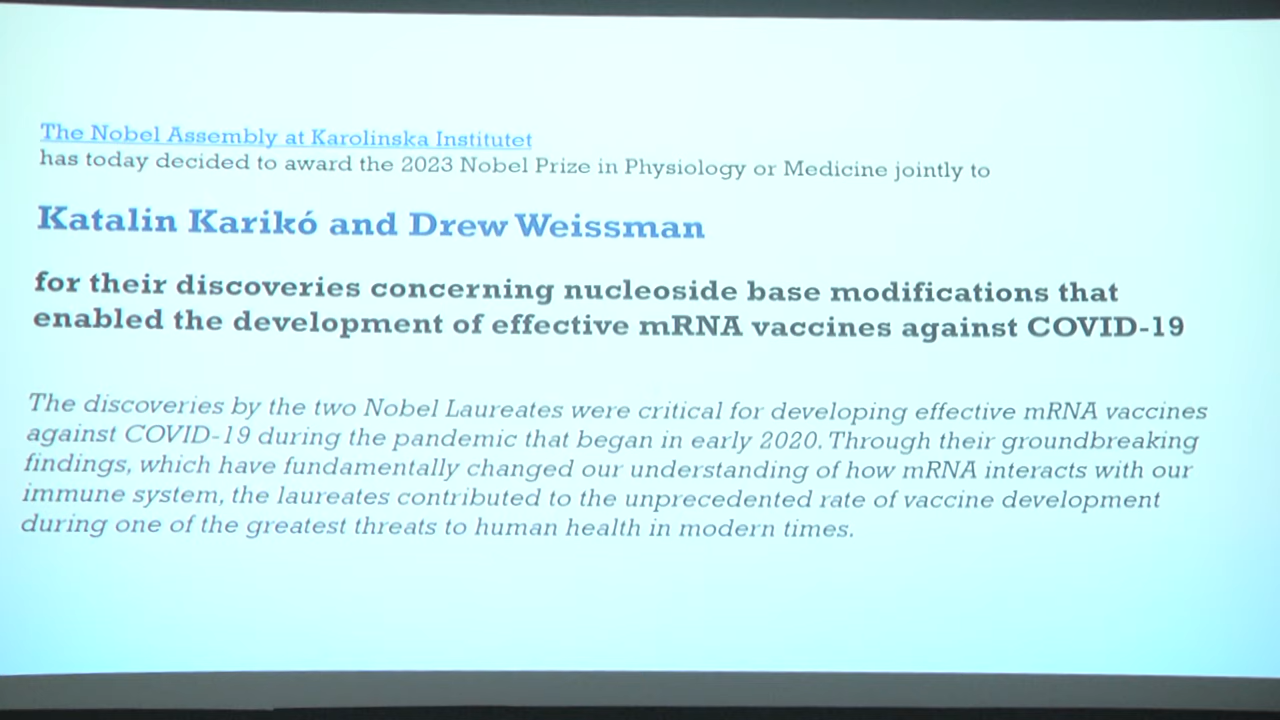 The Nobel Assembly at Karolinska Institutet
has today decided to award the 2023 Nobel Prize in Physiology or Medicine jointly to
Katalin Karikó and Drew Weissman
for their discoveries concerning nucleoside base modifications that
enabled the development of effective mRNA vaccines against COVID-19
The discoveries by the two Nobel Laureates were critical for developing effective mRNA vaccines
against COVID-19 during the pandemic that began in early 2020. Through their groundbreaking
findings, which have fundamentally changed our understanding of how mRNA interacts with our
immune system, the laureates contributed to the unprecedented rate of vaccine development
during one of the greatest threats to human health in modern times.